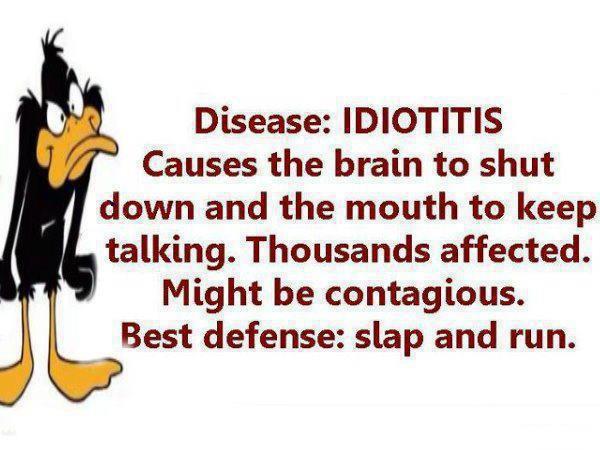 Disease: IDIOTITIS
Causes the brain to shut
down and the mouth to keep
talking. Thousands affected.
Might be contagious.
Best defense: slap and run.